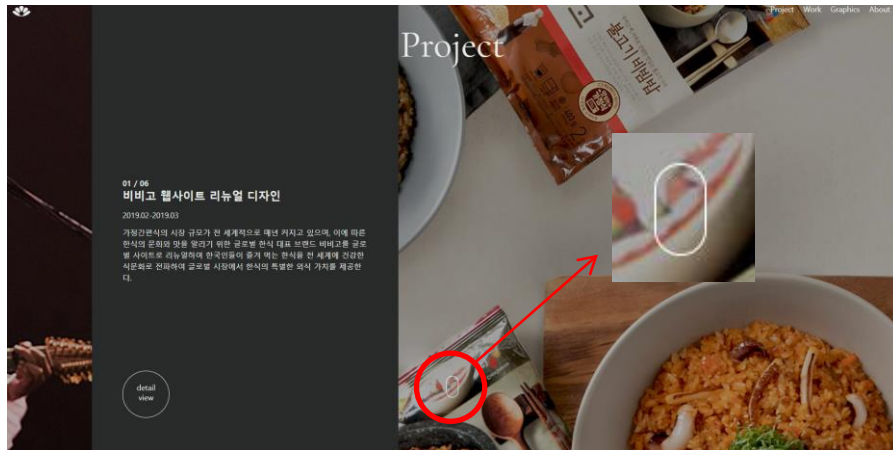 Project Work Graphics About
Project
불고기 비빔밥
2
01 / 06
비비고 웹사이트 리뉴얼 디자인
2019.02-2019.03
가정간편식의 시장 규모가 전 세계적으로 매년 커지고 있으며, 이에 따른
한식의 문화와 맛을 알리기 위한 글로벌 한식 대표 브랜드 비비고를 글로
벌 사이트로 리뉴얼하여 한국인들이 즐겨 먹는 한식을 전 세계에 건강한
식문화로 전파하여 글로벌 시장에서 한식의 특별한 외식 가치를 제공한
다.
detail
view